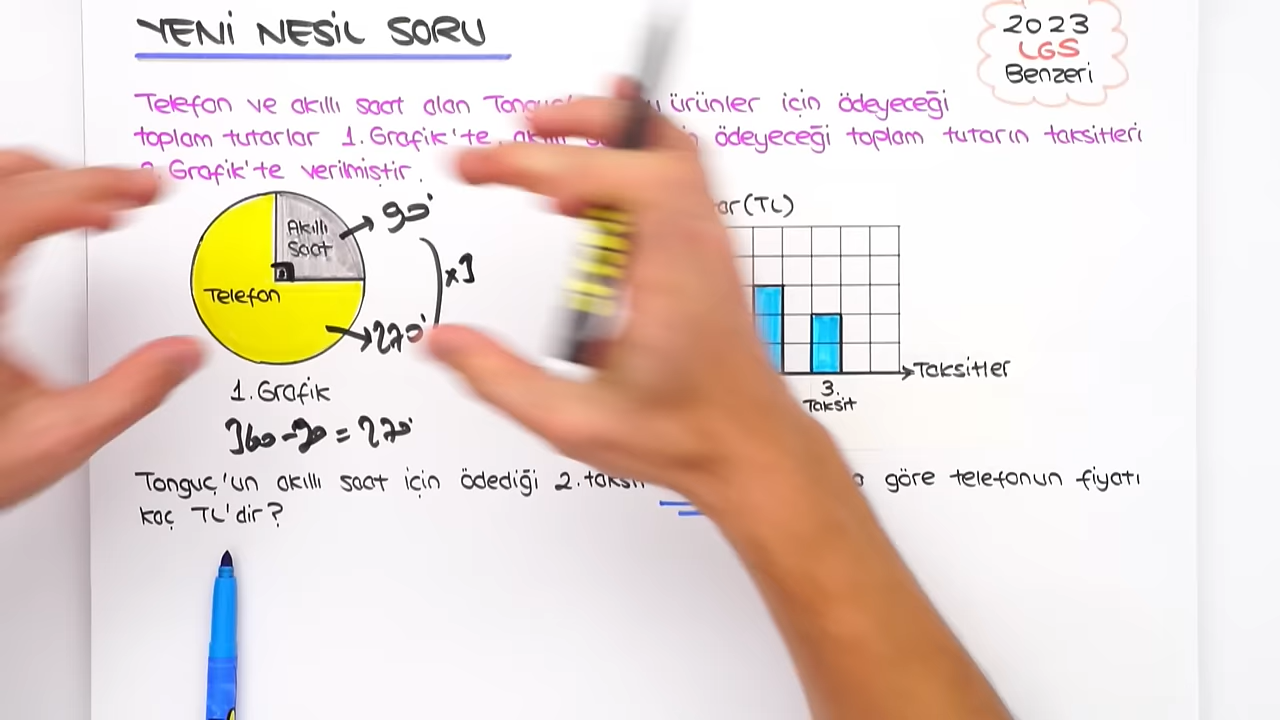 YENİ NESİL SORU
2023
LGS
Benzeri
Telefon ve akıllı saat alan ürünler için ödeyeceği
toplam tutarlar 1. Grafik'te, akıllı ödeyeceği toplam tutarın taksitleri
Grafik'te verilmiştir.
Akıllı
saat
90°
x3
Telefon
270°
1. Grafik
360-90=270°
(TL)
Taksitler
3.
Taksit
Tonguç'un akıllı saat için ödediği 2. göre telefonun fiyatı
kaç TL'dir?